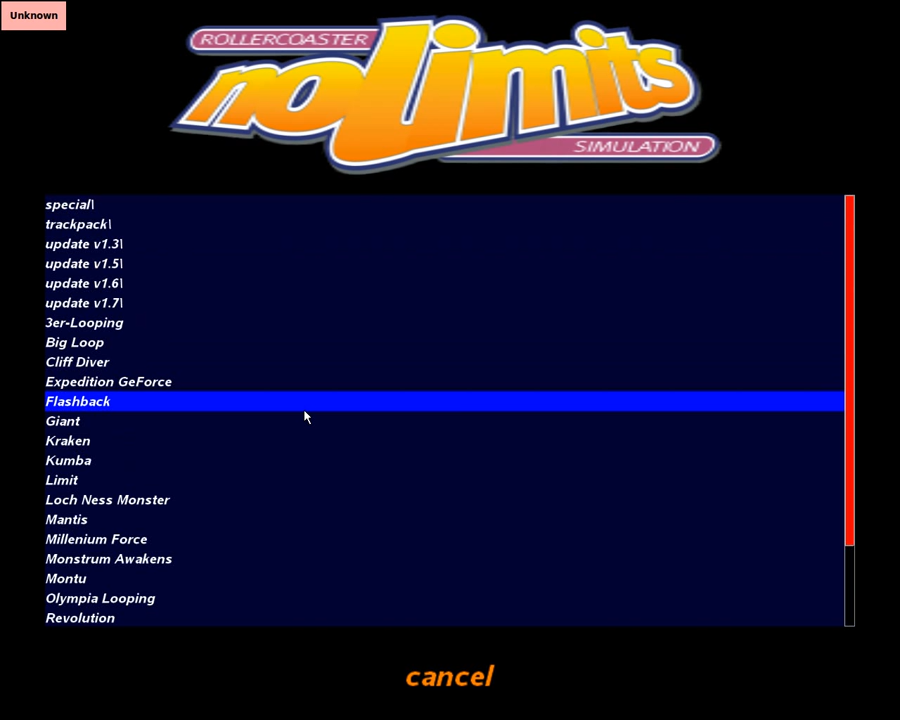 Unknown
ROLLERCOASTER
noLimits
SIMULATION
special\
trackpack\
update v1.3\
update v1.5\
update v1.6\
update v1.7\
3er-Looping
Big Loop
Cliff Diver
Expedition GeForce
Flashback
Giant
Kraken
Kumba
Limit
Loch Ness Monster
Mantis
Millenium Force
Monstrum Awakens
Montu
Olympia Looping
Revolution
cancel